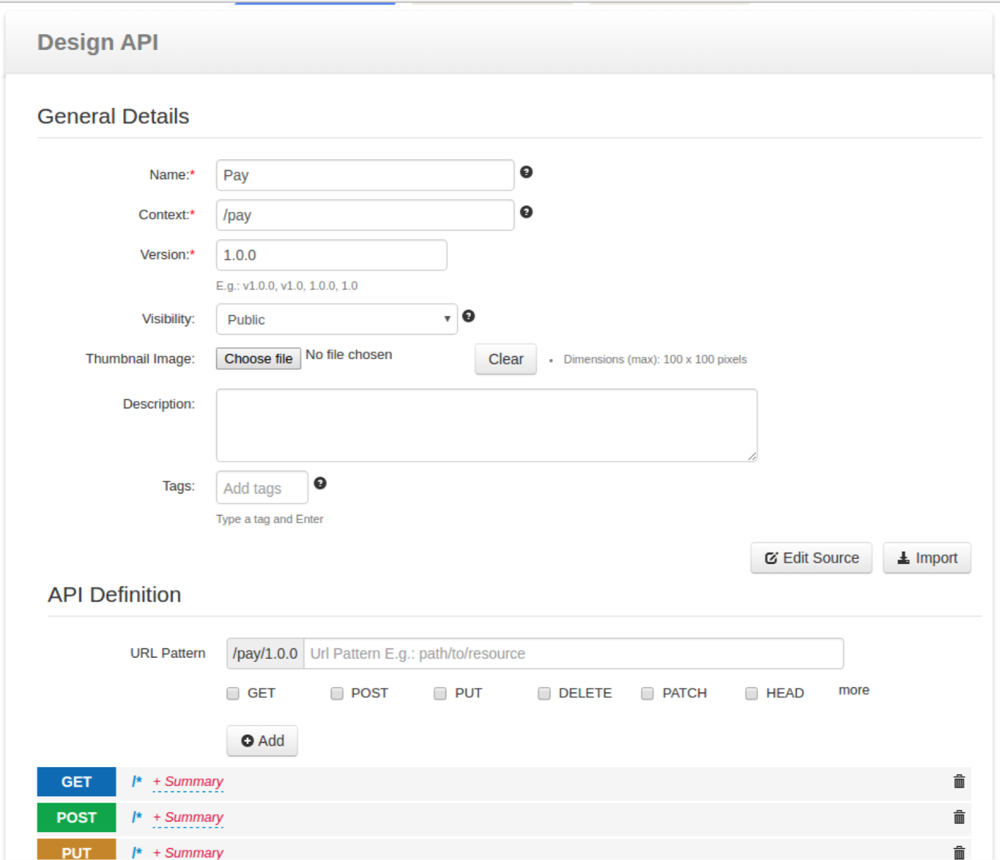 Design API
General Details
Name:* Pay
Context:* /pay
Version:* 1.0.0
E.g.: v1.0.0, v1.0, 1.0.0, 1.0
Visibility: Public
Thumbnail Image: Choose file No file chosen Clear Dimensions (max): 100 x 100 pixels
Description:
Tags: Add tags
Type a tag and Enter
Edit Source Import
API Definition
URL Pattern /pay/1.0.0 Url Pattern E.g.: path/to/resource
GET POST PUT DELETE PATCH HEAD more
Add
GET /* + Summary
POST /* + Summary
PUT /* + Summary